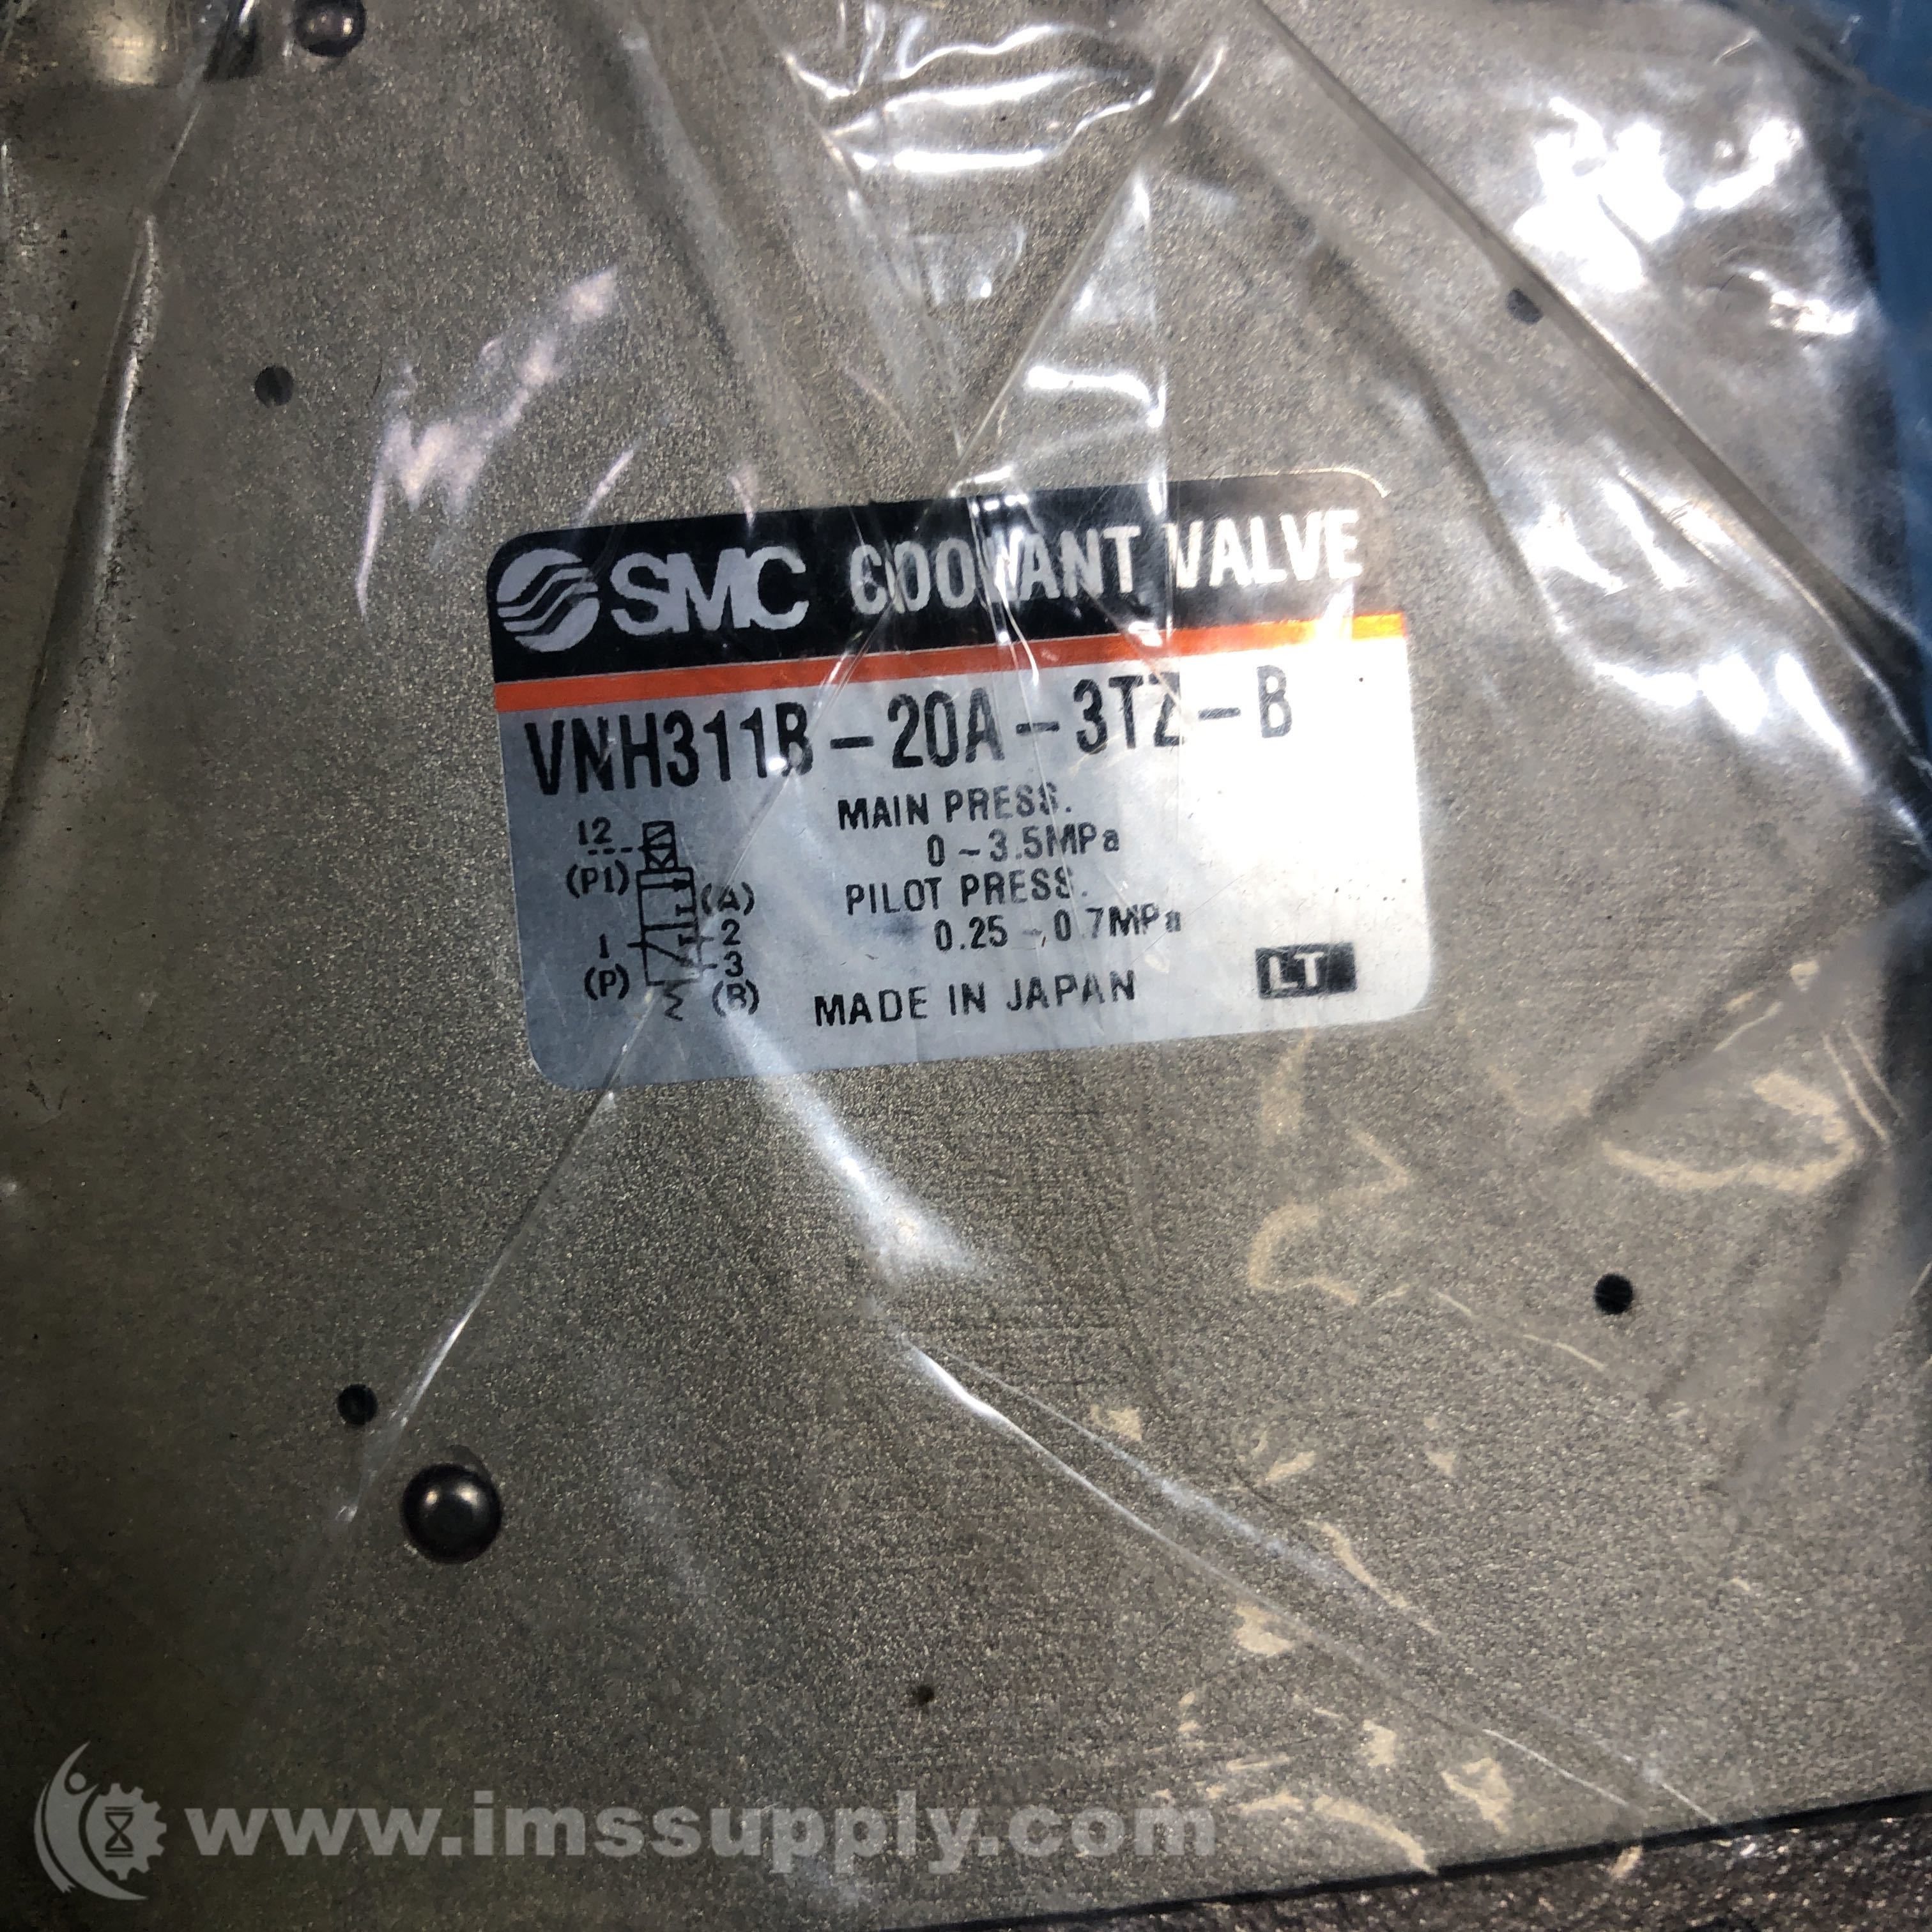 SMC COOLANT VALVE
VNH311B-20A-3TZ-B
MAIN PRESS.
0~3.5MPa
PILOT PRESS.
0.25~0.7MPa
MADE IN JAPAN
LT
12
(P1)
(A)
1 2
3
(P) (B)
www.imssupply.com